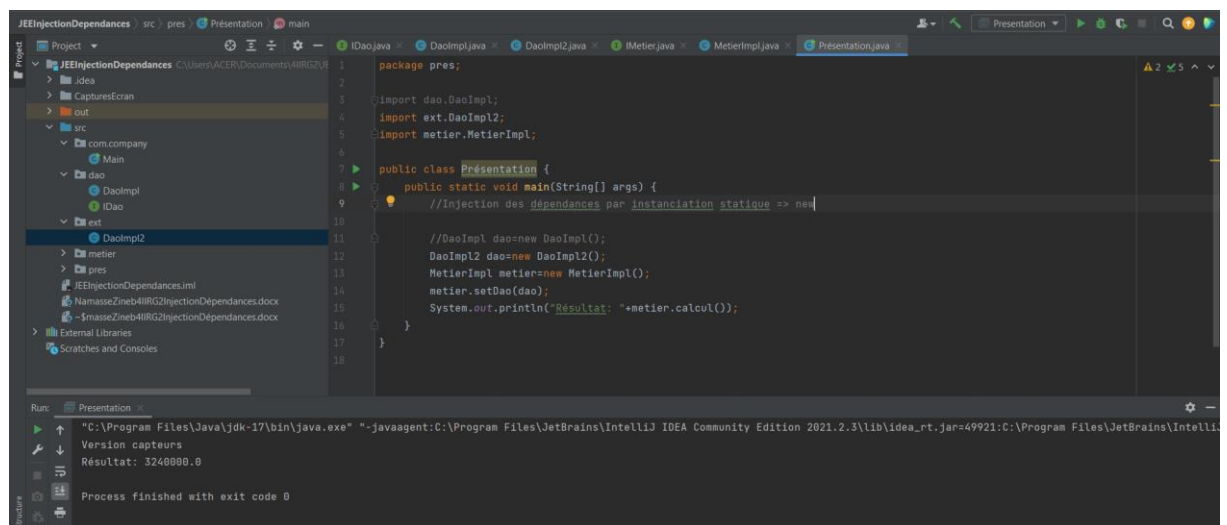 JEEInjectionDependances > src > pres > Présentation > main
Presentation
Project
IDao.java
DaoImpl.java
DaoImpl2.java
IMetier.java
MetierImpl.java
Présentation.java
JEEInjectionDependances C:\Users\ACER\Documents\4IIRG2\
.idea
CapturesEcran
out
src
com.company
Main
dao
DaoImpl
IDao
ext
DaoImpl2
metier
pres
JEEInjectionDependances.iml
NamasseZineb4IIRG2InjectionDépendances.docx
~$masseZineb4IIRG2InjectionDépendances.docx
External Libraries
Scratches and Consoles
1 package pres;
2
3 import dao.DaoImpl;
4 import ext.DaoImpl2;
5 import metier.MetierImpl;
6
7 public class Présentation {
8 public static void main(String[] args) {
9 //Injection des dépendances par instanciation statique => new
10
11 //DaoImpl dao=new DaoImpl();
12 DaoImpl2 dao=new DaoImpl2();
13 MetierImpl metier=new MetierImpl();
14 metier.setDao(dao);
15 System.out.println("Résultat: "+metier.calcul());
16 }
17 }
18
2 5
Run: Presentation
"C:\Program Files\Java\jdk-17\bin\java.exe" "-javaagent:C:\Program Files\JetBrains\IntelliJ IDEA Community Edition 2021.2.3\lib\idea_rt.jar=49921:C:\Program Files\JetBrains\IntelliJ
Version capteurs
Résultat: 3240000.0
Process finished with exit code 0